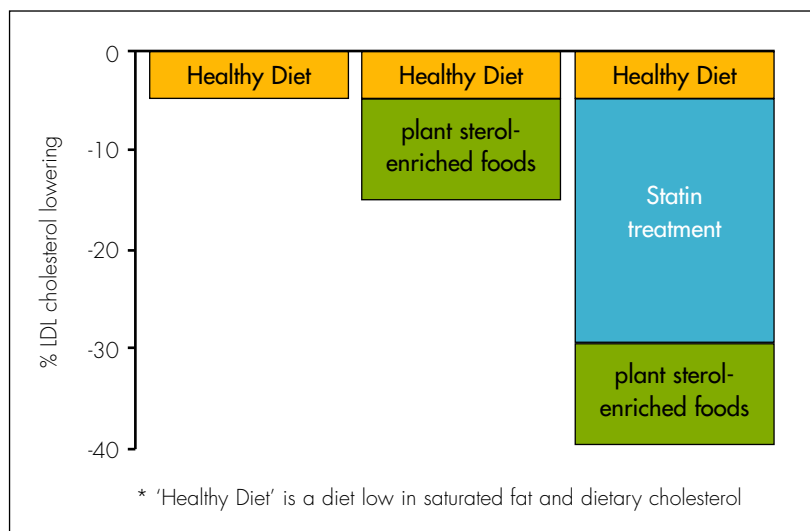 0
-10
-20
-30
-40
% LDL cholesterol lowering
Healthy Diet
Healthy Diet
plant sterol-
enriched foods
Healthy Diet
Statin
treatment
plant sterol-
enriched foods
* ‘Healthy Diet’ is a diet low in saturated fat and dietary cholesterol